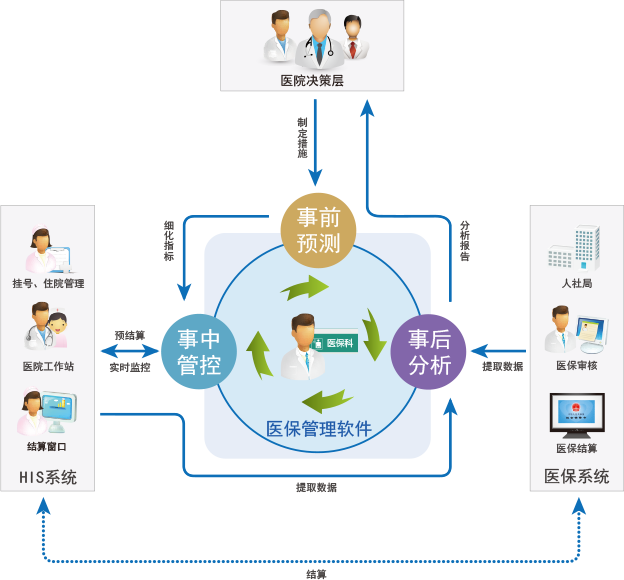 医院决策层
制定措施
事前
预测
细化指标
分析报告
挂号、住院管理
医院工作站
结算窗口
HIS系统
预结算
实时监控
事中
管控
医保科
事后
分析
医保管理软件
提取数据
提取数据
人社局
医保审核
医保结算
医保系统
结算